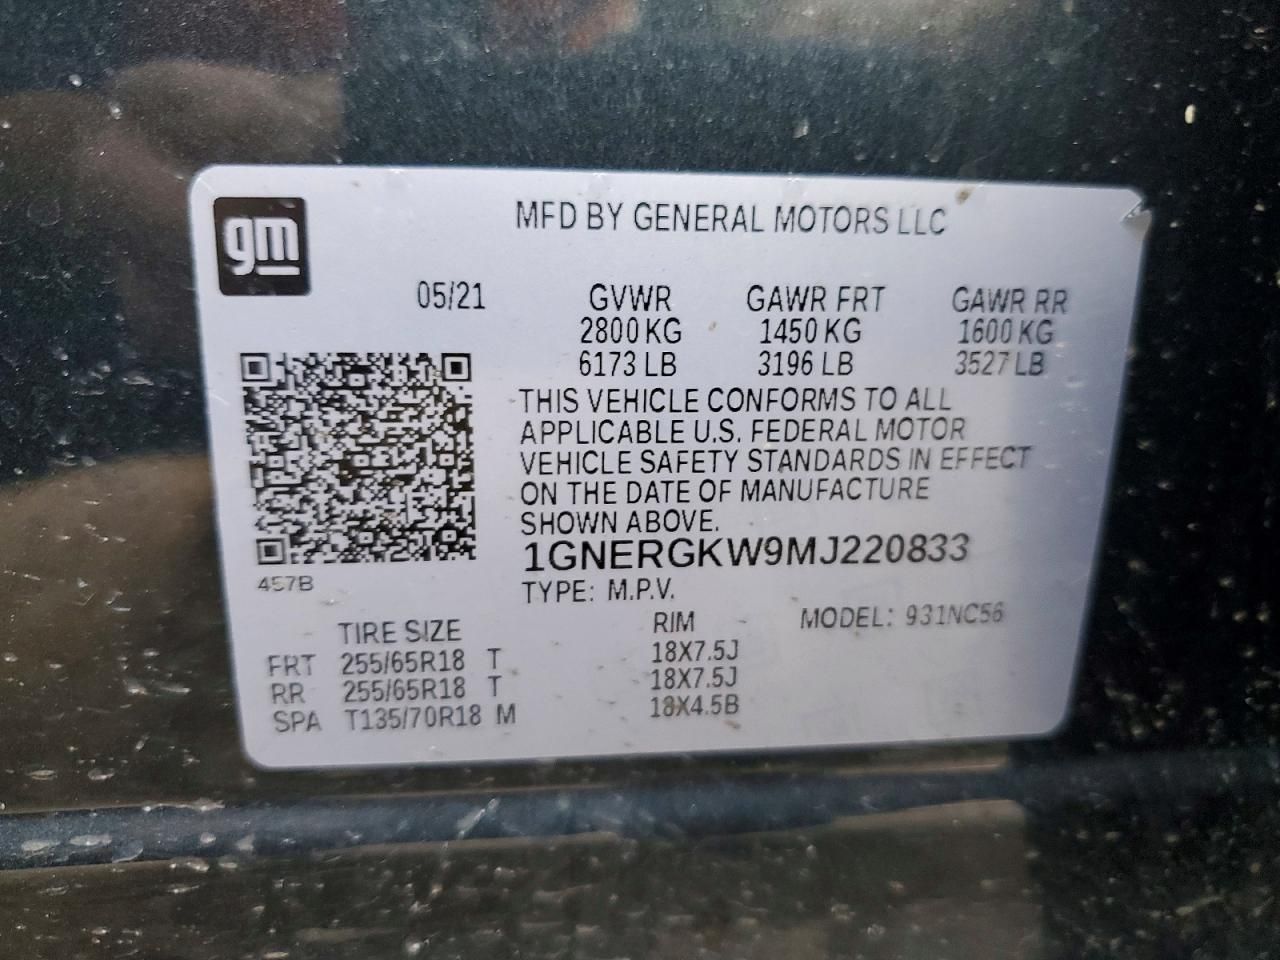 gm
MFD BY GENERAL MOTORS LLC
05/21 GVWR GAWR FRT GAWR RR
2800 KG 1450 KG 1600 KG
6173 LB 3196 LB 3527 LB
THIS VEHICLE CONFORMS TO ALL
APPLICABLE U.S. FEDERAL MOTOR
VEHICLE SAFETY STANDARDS IN EFFECT
ON THE DATE OF MANUFACTURE
SHOWN ABOVE.
1GNERGKW9MJ220833
457B
TYPE: M.P.V.
TIRE SIZE RIM MODEL: 931NC56
FRT 255/65R18 T 18X7.5J
RR 255/65R18 T 18X7.5J
SPA T135/70R18 M 18X4.5B